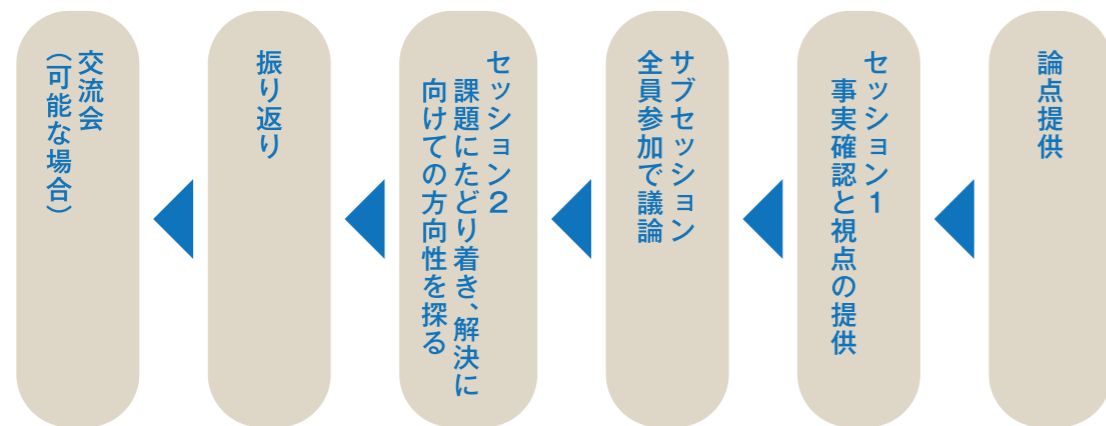 論点提供
セッション1
事実確認と視点の提供
サブセッション
全員参加で議論
セッション2
課題にたどり着き、解決に
向けての方向性を探る
振り返り
交流会
（可能な場合）